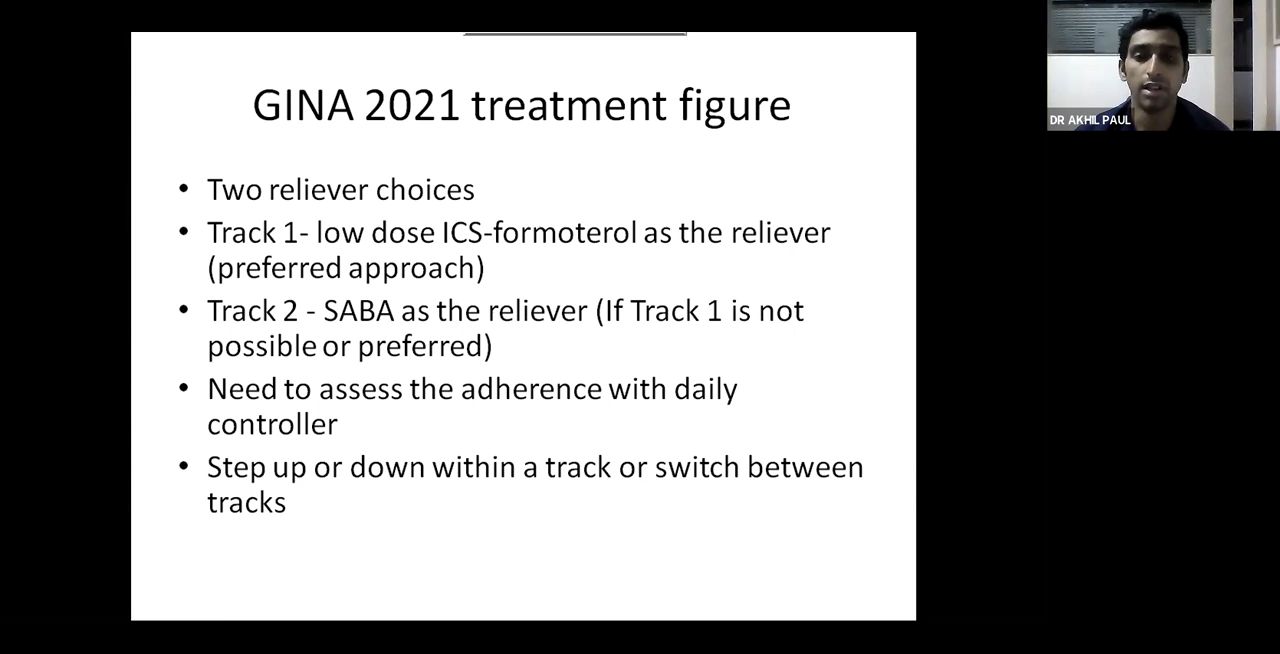 GINA 2021 treatment figure
• Two reliever choices
• Track 1- low dose ICS-formoterol as the reliever
(preferred approach)
• Track 2 - SABA as the reliever (If Track 1 is not
possible or preferred)
• Need to assess the adherence with daily
controller
• Step up or down within a track or switch between
tracks
DR AKHIL PAUL